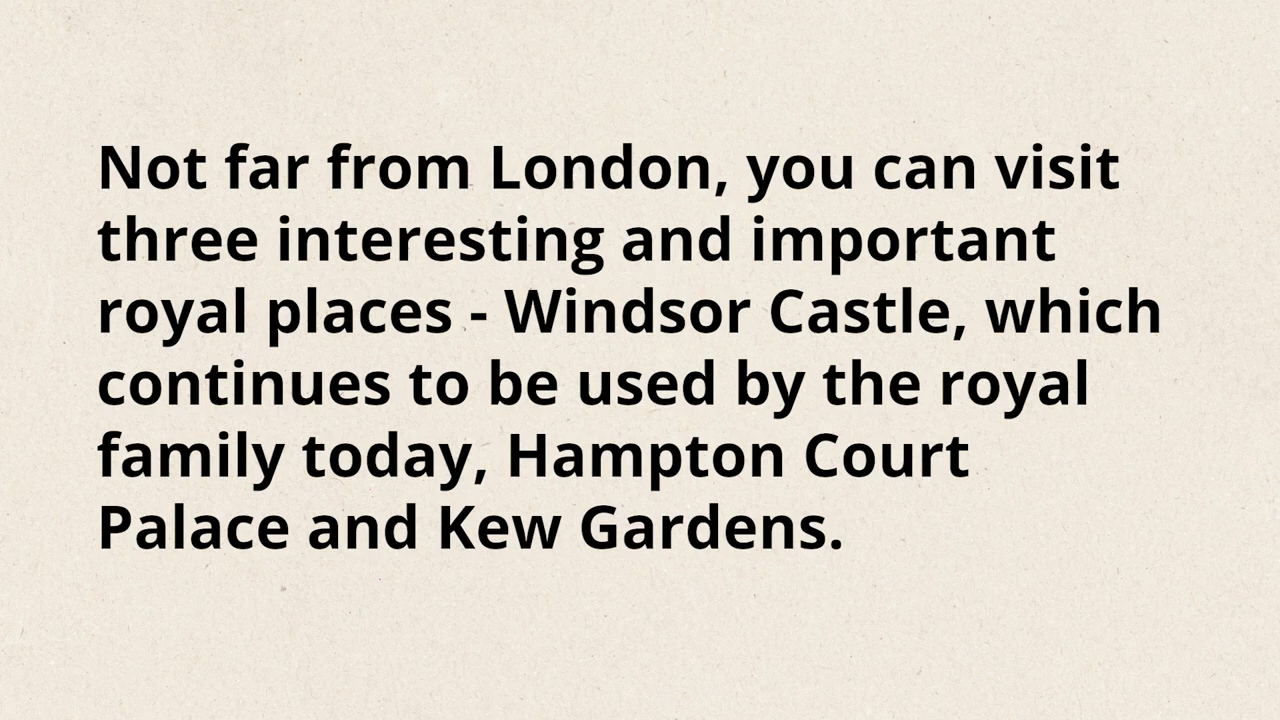 Not far from London, you can visit
three interesting and important
royal places - Windsor Castle, which
continues to be used by the royal
family today, Hampton Court
Palace and Kew Gardens.